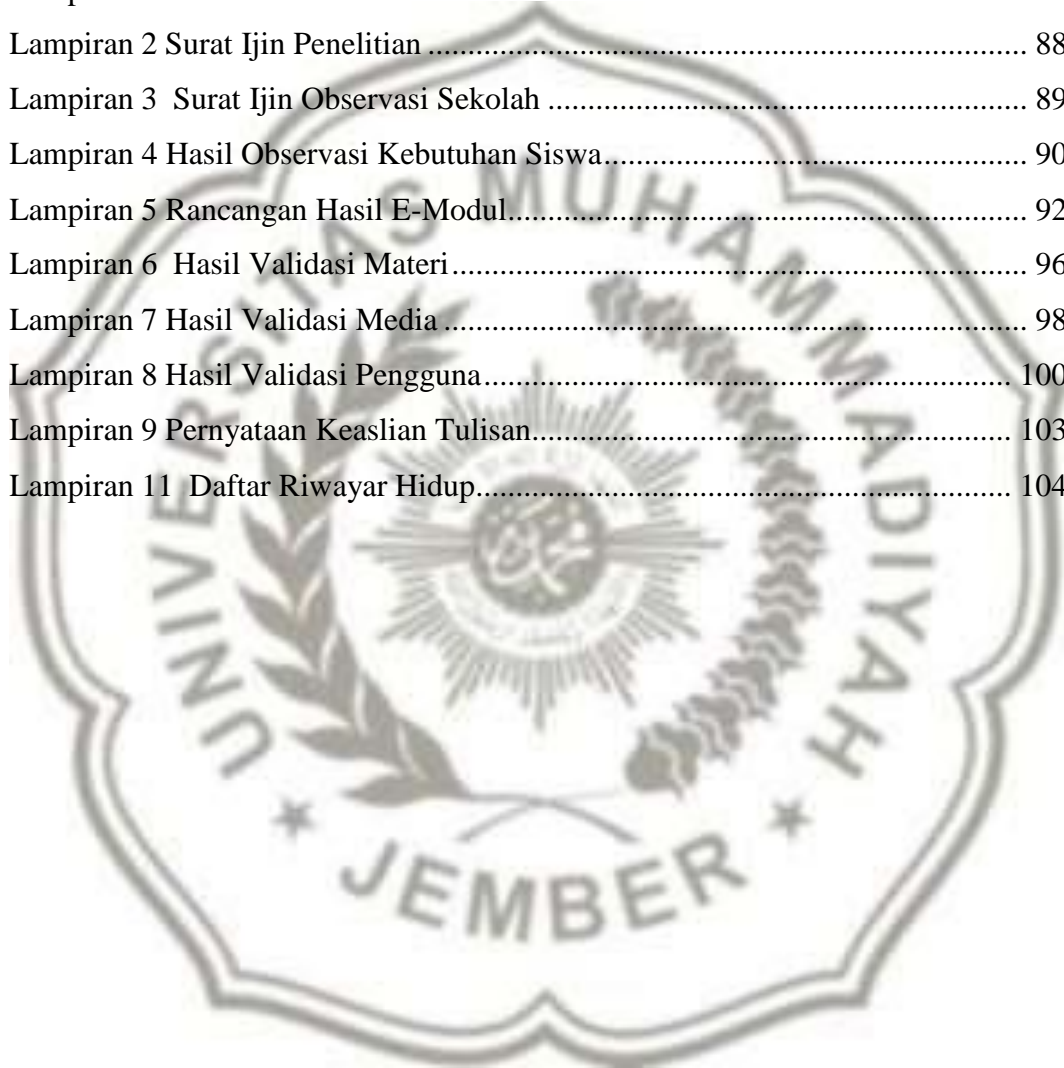 Lampiran 2 Surat Ijin Penelitian ........................................................................... 88
Lampiran 3  Surat Ijin Observasi Sekolah ............................................................ 89
Lampiran 4 Hasil Observasi Kebutuhan Siswa..................................................... 90
Lampiran 5 Rancangan Hasil E-Modul................................................................. 92
Lampiran 6  Hasil Validasi Materi........................................................................ 96
Lampiran 7 Hasil Validasi Media ......................................................................... 98
Lampiran 8 Hasil Validasi Pengguna.................................................................. 100
Lampiran 9 Pernyataan Keaslian Tulisan............................................................ 103
Lampiran 11  Daftar Riwayar Hidup................................................................... 104
UNIVERSITAS MUHAMMADIYAH
JEMBER